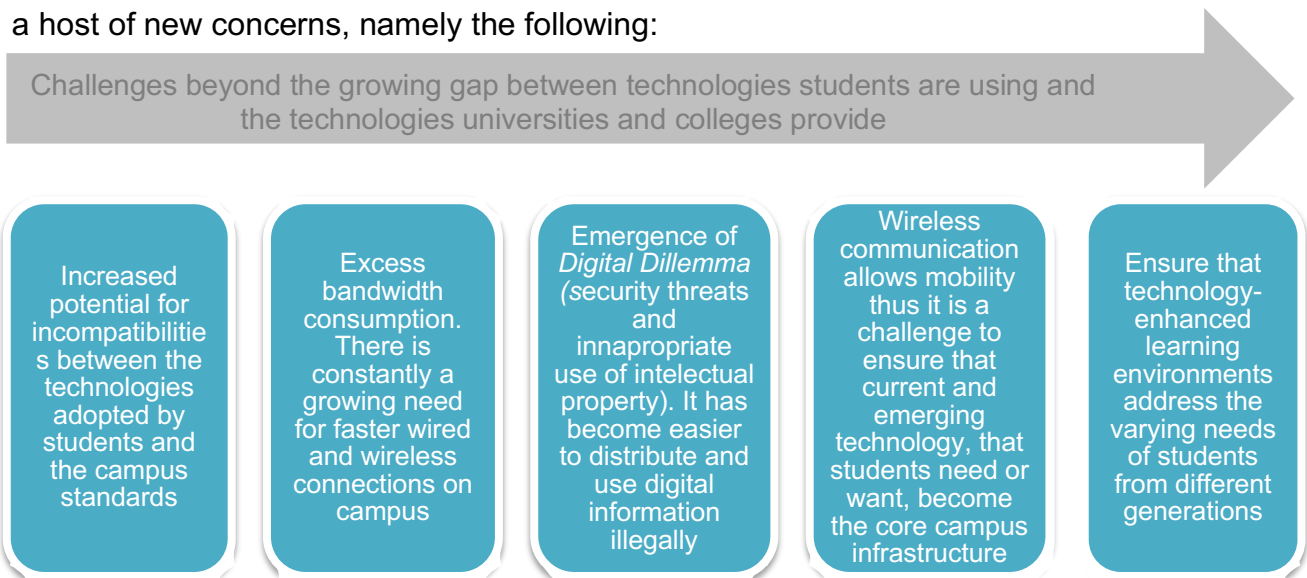 a host of new concerns, namely the following:
Challenges beyond the growing gap between technologies students are using and
the technologies universities and colleges provide
Increased
potential for
incompatibilitie
s between the
technologies
adopted by
students and
the campus
standards
Excess
bandwidth
consumption.
There is
constantly a
growing need
for faster wired
and wireless
connections on
campus
Emergence of
Digital Dillemma
(security threats
and
innapropriate
use of intelectual
property). It has
become easier
to distribute and
use digital
information
illegally
Wireless
communication
allows mobility
thus it is a
challenge to
ensure that
current and
emerging
technology, that
students need or
want, become
the core campus
infrastructure
Ensure that
technology-
enhanced
learning
environments
address the
varying needs
of students
from different
generations